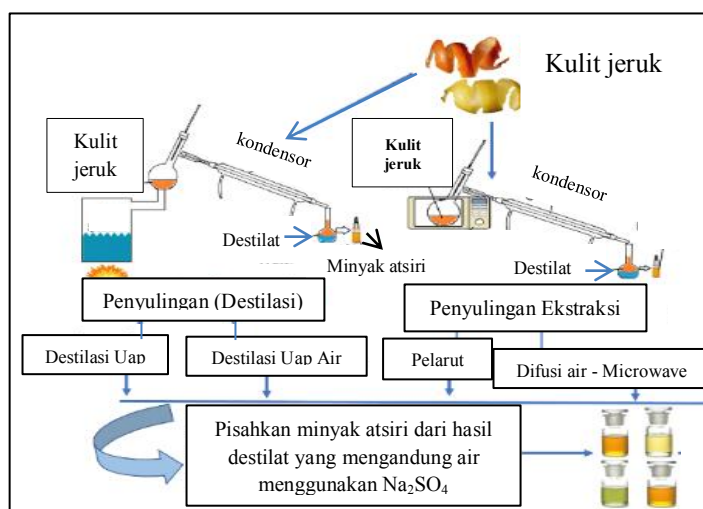 Kulit jeruk
Kulit
jeruk
kondensor
Destilat
Minyak atsiri
Kulit
jeruk
kondensor
Destilat
Penyulingan (Destilasi)
Penyulingan Ekstraksi
Destilasi Uap
Destilasi Uap Air
Pelarut
Difusi air - Microwave
Pisahkan minyak atsiri dari hasil
destilat yang mengandung air
menggunakan Na₂SO₄